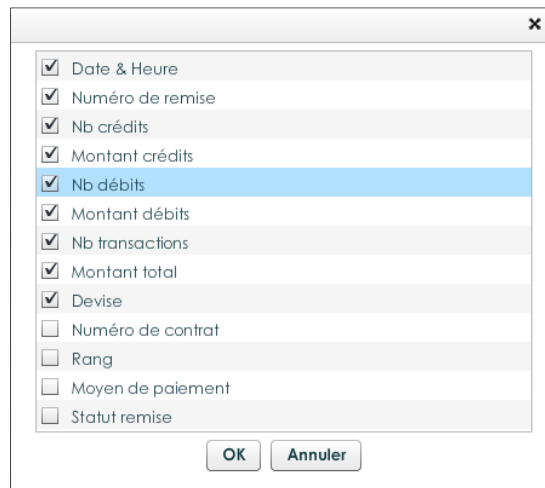 Date & Heure
Numéro de remise
Nb crédits
Montant crédits
Nb débits
Montant débits
Nb transactions
Montant total
Devise
Numéro de contrat
Rang
Moyen de paiement
Statut remise
OK Annuler